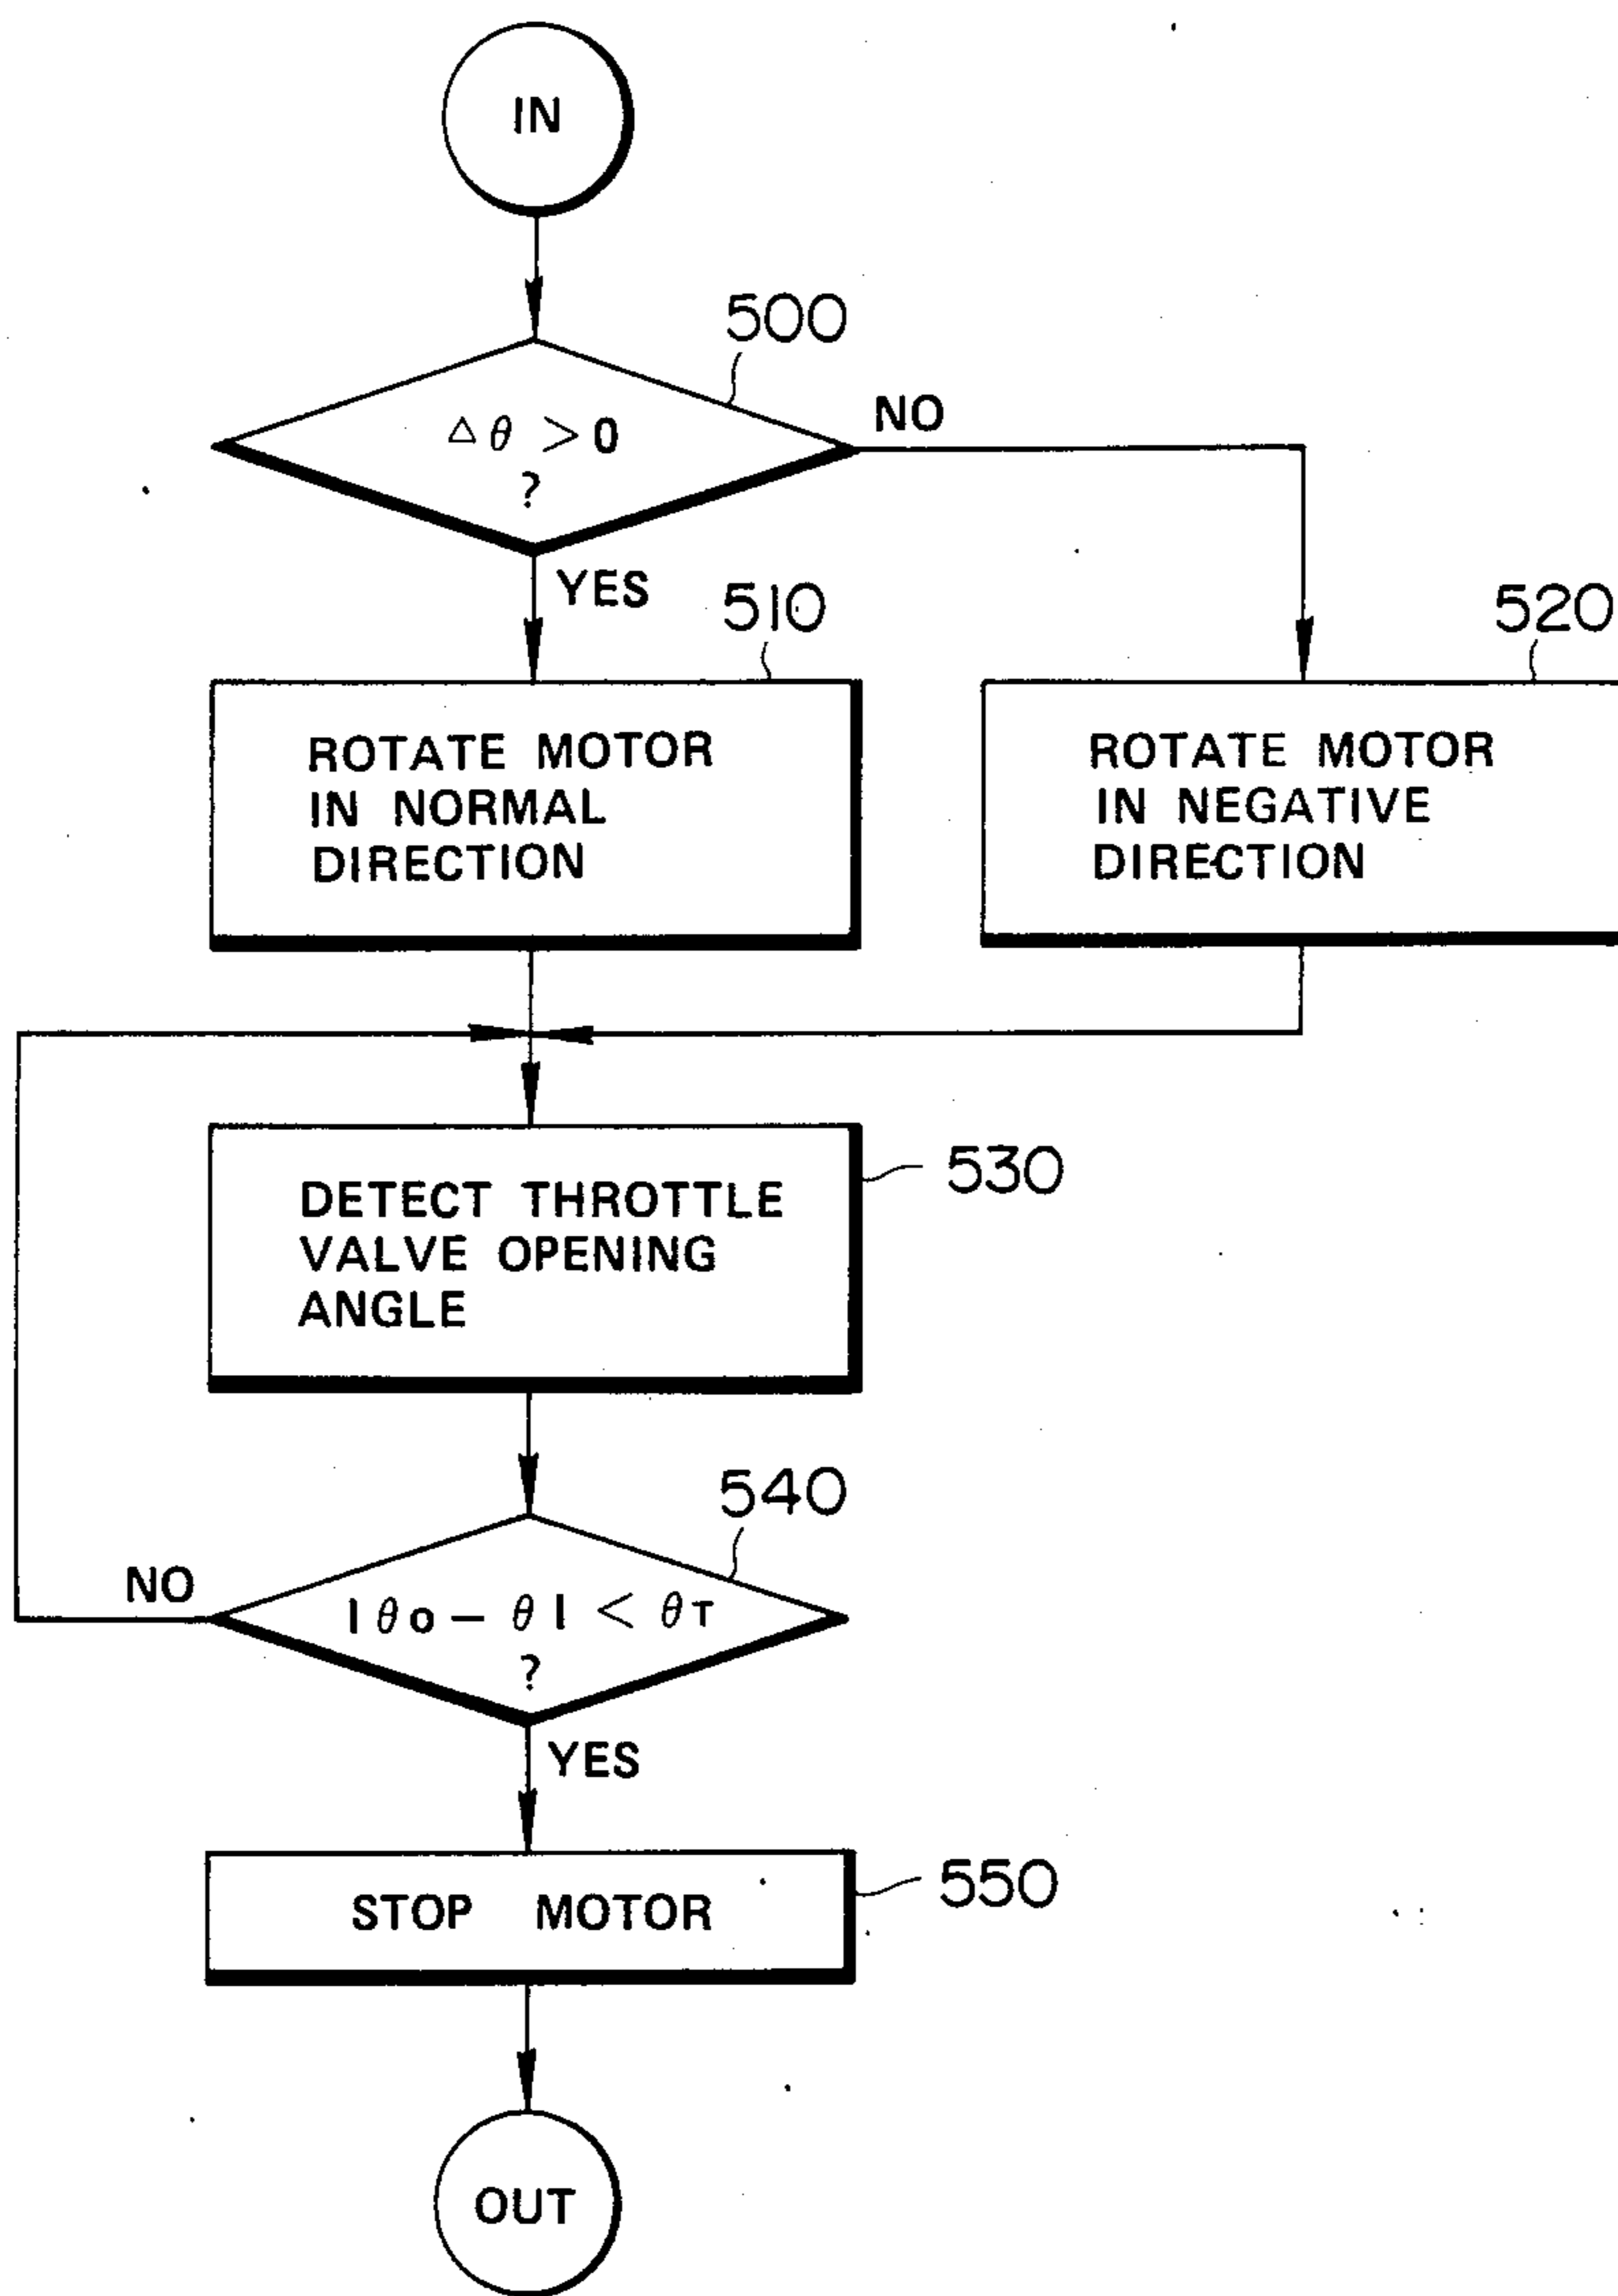 IN
500
△θ > 0
?
NO
YES
510
520
ROTATE MOTOR
IN NORMAL
DIRECTION
ROTATE MOTOR
IN NEGATIVE
DIRECTION
530
DETECT THROTTLE
VALVE OPENING
ANGLE
540
NO
|θo − θ| < θT
?
YES
550
STOP MOTOR
OUT